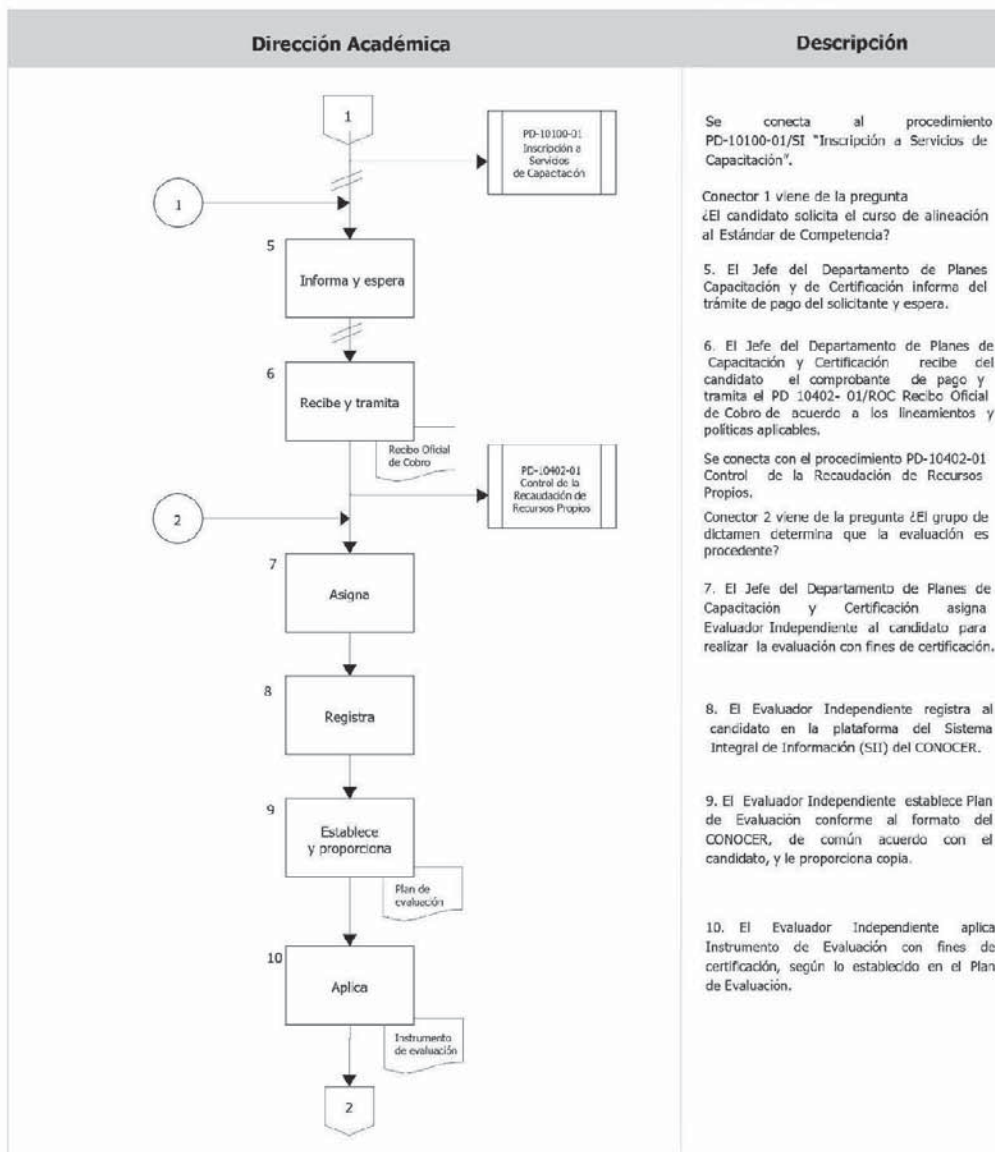 Dirección Académica
Descripción
1
PD-10100-01
Inscripción a
Servicios
de Capacitación
1
5
Informa y espera
6
Recibe y tramita
Recibo Oficial
de Cobro
PD-10402-01
Control de la
Recaudación de
Recursos Propios
2
7
Asigna
8
Registra
9
Establece
y proporciona
Plan de
evaluación
10
Aplica
Instrumento
de evaluación
2
Se conecta al procedimiento
PD-10100-01/SI "Inscripción a Servicios de
Capacitación".
Conector 1 viene de la pregunta
¿El candidato solicita el curso de alineación
al Estándar de Competencia?
5. El Jefe del Departamento de Planes
Capacitación y de Certificación informa del
trámite de pago del solicitante y espera.
6. El Jefe del Departamento de Planes de
Capacitación y Certificación recibe del
candidato el comprobante de pago y
tramita el PD 10402- 01/ROC Recibo Oficial
de Cobro de acuerdo a los lineamientos y
políticas aplicables.
Se conecta con el procedimiento PD-10402-01
Control de la Recaudación de Recursos
Propios.
Conector 2 viene de la pregunta ¿El grupo de
dictamen determina que la evaluación es
procedente?
7. El Jefe del Departamento de Planes de
Capacitación y Certificación asigna
Evaluador Independiente al candidato para
realizar la evaluación con fines de certificación.
8. El Evaluador Independiente registra al
candidato en la plataforma del Sistema
Integral de Información (SII) del CONOCER.
9. El Evaluador Independiente establece Plan
de Evaluación conforme al formato del
CONOCER, de común acuerdo con el
candidato, y le proporciona copia.
10. El Evaluador Independiente aplica
Instrumento de Evaluación con fines de
certificación, según lo establecido en el Plan
de Evaluación.